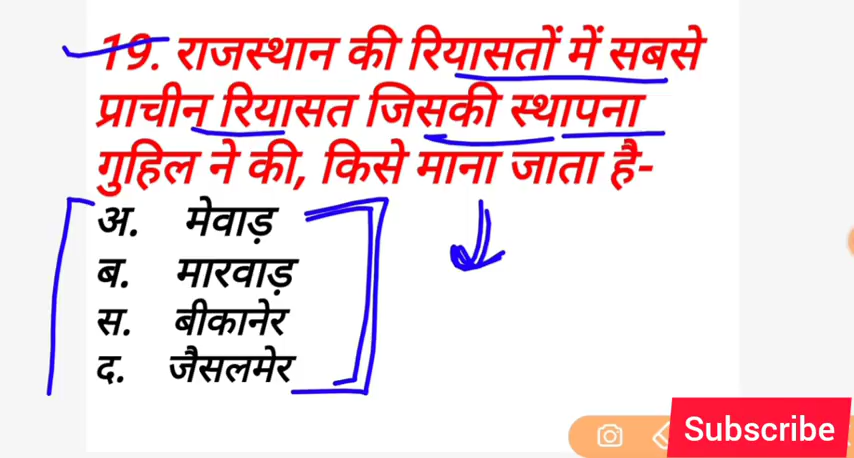 19. राजस्थान की रियासतों में सबसे
प्राचीन रियासत जिसकी स्थापना
गुहिल ने की, किसे माना जाता है-
अ. मेवाड़
ब. मारवाड़
स. बीकानेर
द. जैसलमेर
Subscribe